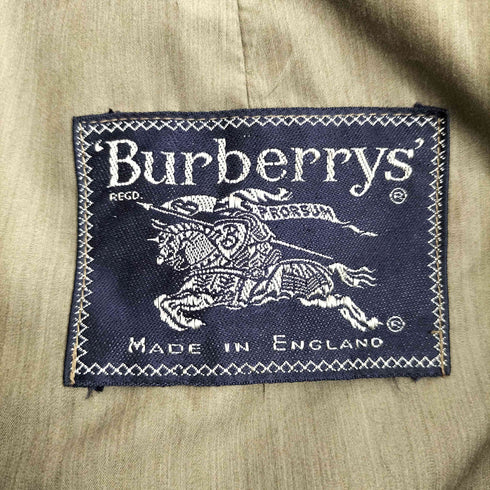 'Burberrys'
REGD. ®
PRORSUM
B
®
MADE IN ENGLAND